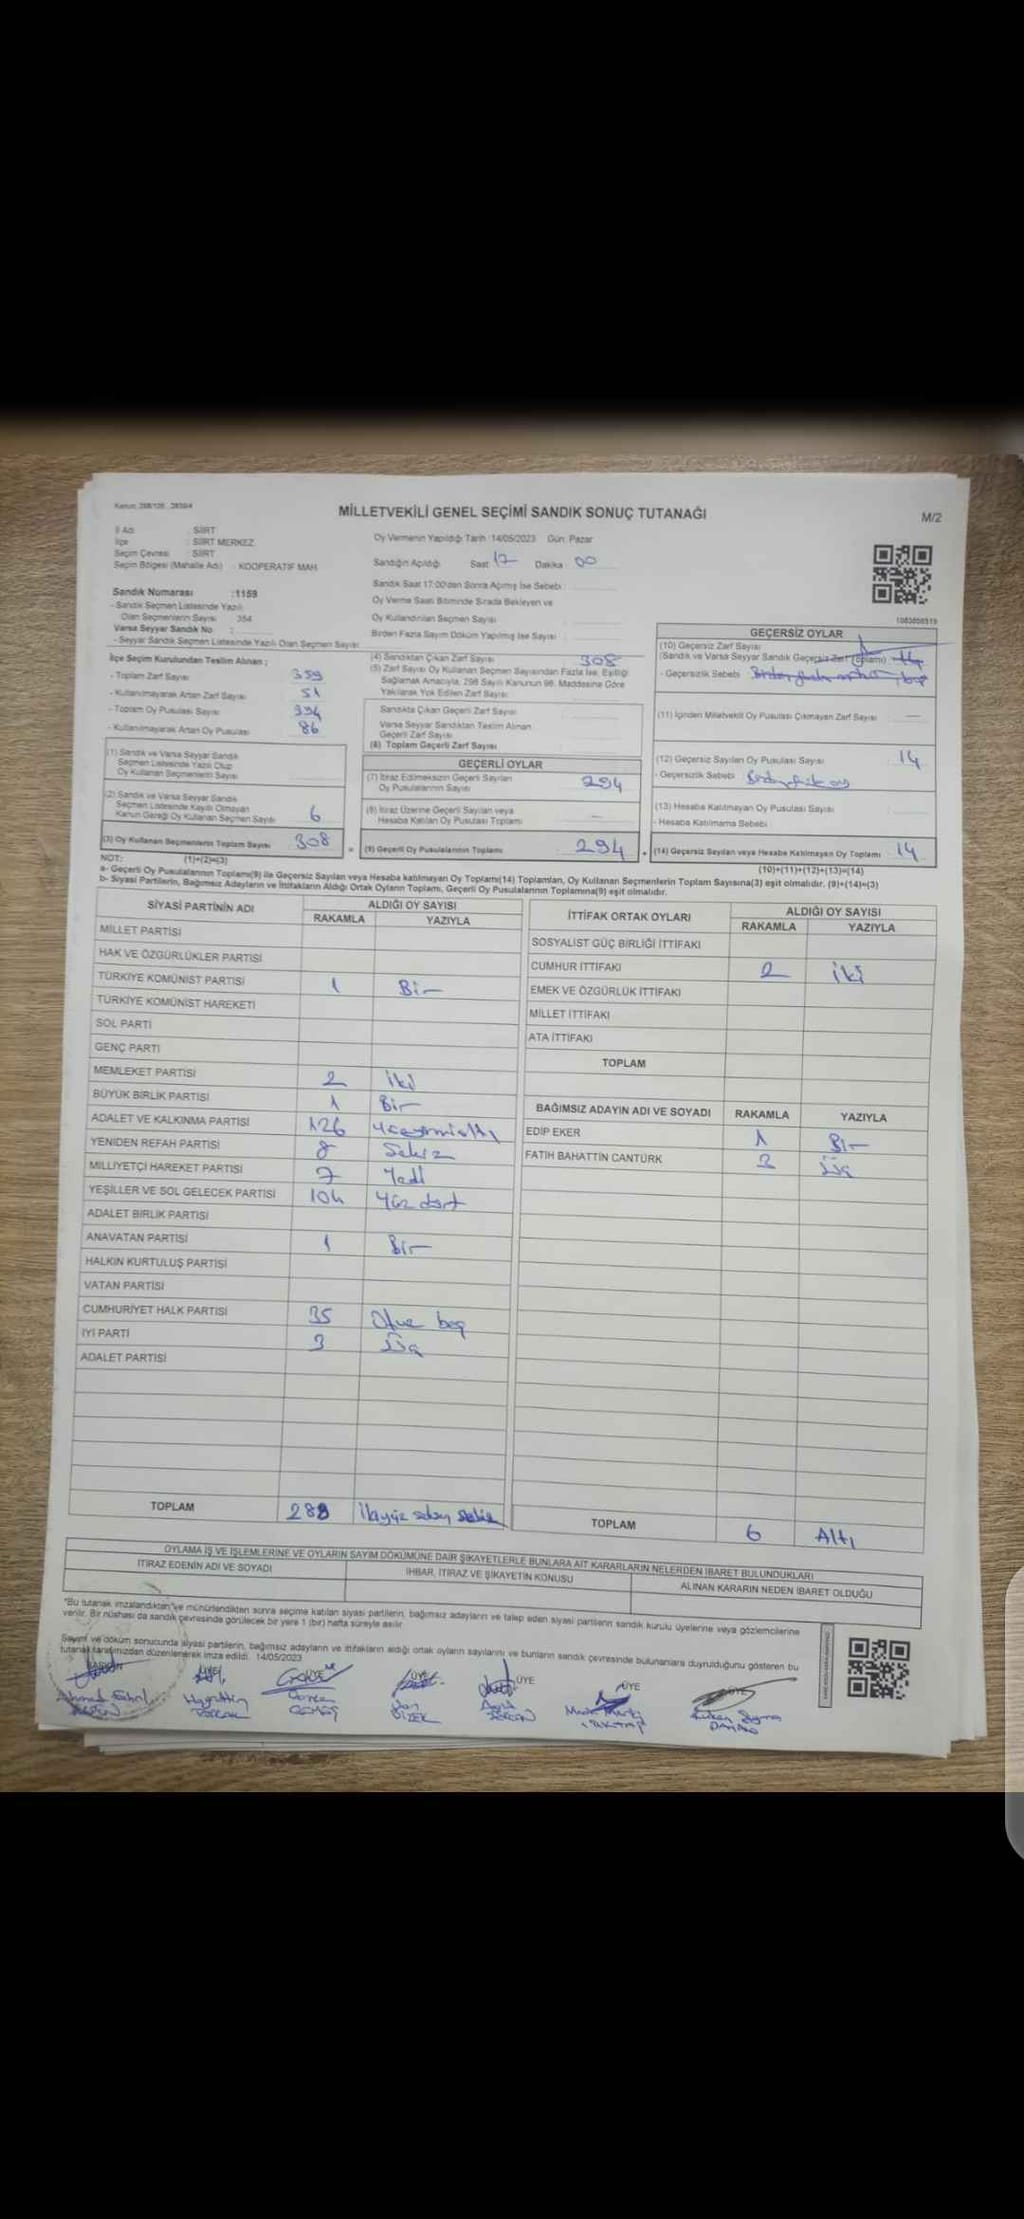 Kanun: 298/105 , 2839/4
MİLLETVEKİLİ GENEL SEÇİMİ SANDIK SONUÇ TUTANAĞI
M/2
İl Adı : SİİRT
İlçe : SİİRT MERKEZ
Seçim Çevresi : SİİRT
Seçim Bölgesi (Mahalle Adı) : KOOPERATİF MAH.
Oy Vermenin Yapıldığı Tarih :14/05/2023 Gün: Pazar
Sandığın Açıldığı Saat 17 Dakika 00
Sandık Saat 17:00'den Sonra Açılmış İse Sebebi
Oy Verme Saati Bitiminde Sırada Bekleyen ve
Oy Kullandırılan Seçmen Sayısı
Birden Fazla Sayım Döküm Yapılmış İse Sayısı
Sandık Numarası :1159
- Sandık Seçmen Listesinde Yazılı
Olan Seçmenlerin Sayısı : 354
Varsa Seyyar Sandık No :
- Seyyar Sandık Seçmen Listesinde Yazılı Olan Seçmen Sayısı:
İlçe Seçim Kurulundan Teslim Alınan ;
- Toplam Zarf Sayısı 359
- Kullanılmayarak Artan Zarf Sayısı 51
- Toplam Oy Pusulası Sayısı 394
- Kullanılmayarak Artan Oy Pusulası 86
(1) Sandık ve Varsa Seyyar Sandık
Seçmen Listesinde Yazılı Olup
Oy Kullanan Seçmenlerin Sayısı
(2) Sandık ve Varsa Seyyar Sandık
Seçmen Listesinde Kayıtlı Olmayan
Kanun Gereği Oy Kullanan Seçmen Sayısı 6
(3) Oy Kullanan Seçmenlerin Toplam Sayısı 308
(4) Sandıktan Çıkan Zarf Sayısı 308
(5) Zarf Sayısı Oy Kullanan Seçmen Sayısından Fazla İse, Eşitliği
Sağlamak Amacıyla, 298 Sayılı Kanunun 98. Maddesine Göre
Yakılarak Yok Edilen Zarf Sayısı
Sandıkta Çıkan Geçerli Zarf Sayısı
Varsa Seyyar Sandıktan Teslim Alınan
Geçerli Zarf Sayısı
(6) Toplam Geçerli Zarf Sayısı
GEÇERLİ OYLAR
(7) İtiraz Edilmeksizin Geçerli Sayılan
Oy Pusulalarının Sayısı 294
(8) İtiraz Üzerine Geçerli Sayılan veya
Hesaba Katılan Oy Pusulası Toplamı —
= (9) Geçerli Oy Pusulalarının Toplamı 294
1083808919
GEÇERSİZ OYLAR
(10) Geçersiz Zarf Sayısı
(Sandık ve Varsa Seyyar Sandık Geçersiz Zarf Toplamı) 14
- Geçersizlik Sebebi
(11) İçinden Milletvekili Oy Pusulası Çıkmayan Zarf Sayısı —
(12) Geçersiz Sayılan Oy Pusulası Sayısı 14
- Geçersizlik Sebebi
(13) Hesaba Katılmayan Oy Pusulası Sayısı
- Hesaba Katılmama Sebebi
+ (14) Geçersiz Sayılan veya Hesaba Katılmayan Oy Toplamı 14
NOT: (1)+(2)=(3)
(10)+(11)+(12)+(13)=(14)
a- Geçerli Oy Pusulalarının Toplamı(9) ile Geçersiz Sayılan veya Hesaba katılmayan Oy Toplamı(14) Toplamları, Oy Kullanan Seçmenlerin Toplam Sayısına(3) eşit olmalıdır. (9)+(14)=(3)
b- Siyasi Partilerin, Bağımsız Adayların ve İttifakların Aldığı Ortak Oyların Toplamı, Geçerli Oy Pusulalarının Toplamına(9) eşit olmalıdır.
SİYASİ PARTİNİN ADI ALDIĞI OY SAYISI
RAKAMLA YAZIYLA
MİLLET PARTİSİ
HAK VE ÖZGÜRLÜKLER PARTİSİ
TÜRKİYE KOMÜNİST PARTİSİ 1 Bir
TÜRKİYE KOMÜNİST HAREKETİ
SOL PARTİ
GENÇ PARTİ
MEMLEKET PARTİSİ 2 iki
BÜYÜK BİRLİK PARTİSİ 1 Bir
ADALET VE KALKINMA PARTİSİ 126 yüzyirmialtı
YENİDEN REFAH PARTİSİ 8 Sekiz
MİLLİYETÇİ HAREKET PARTİSİ 7 Yedi
YEŞİLLER VE SOL GELECEK PARTİSİ 104 Yüz dört
ADALET BİRLİK PARTİSİ
ANAVATAN PARTİSİ 1 Bir
HALKIN KURTULUŞ PARTİSİ
VATAN PARTİSİ
CUMHURİYET HALK PARTİSİ 35 Otuz beş
İYİ PARTİ 3 Üç
ADALET PARTİSİ
TOPLAM 288 ikiyüz seksen sekiz
İTTİFAK ORTAK OYLARI ALDIĞI OY SAYISI
RAKAMLA YAZIYLA
SOSYALİST GÜÇ BİRLİĞİ İTTİFAKI
CUMHUR İTTİFAKI 2 iki
EMEK VE ÖZGÜRLÜK İTTİFAKI
MİLLET İTTİFAKI
ATA İTTİFAKI
TOPLAM
BAĞIMSIZ ADAYIN ADI VE SOYADI RAKAMLA YAZIYLA
EDİP EKER 1 Bir
FATİH BAHATTİN CANTÜRK 3 üç
TOPLAM 6 Altı
OYLAMA İŞ VE İŞLEMLERİNE VE OYLARIN SAYIM DÖKÜMÜNE DAİR ŞİKAYETLERLE BUNLARA AİT KARARLARIN NELERDEN İBARET BULUNDUKLARI
İTİRAZ EDENİN ADI VE SOYADI İHBAR, İTİRAZ VE ŞİKAYETİN KONUSU ALINAN KARARIN NEDEN İBARET OLDUĞU
"Bu tutanak imzalandıktan ve mühürlendikten sonra seçime katılan siyasi partilerin, bağımsız adayların ve talep eden siyasi partilerin sandık kurulu üyelerine veya gözlemcilerine
verilir. Bir nüshası da sandık çevresinde görülecek bir yere 1 (bir) hafta süreyle asılır.
Sayım ve döküm sonucunda siyasi partilerin, bağımsız adayların ve ittifakların aldığı ortak oyların sayılarını ve bunların sandık çevresinde bulunanlara duyrulduğunu gösteren bu
tutanak tarafımızdan düzenlenerek imza edildi. 14/05/2023
BAŞKAN ÜYE ÜYE ÜYE ÜYE ÜYE ÜYE